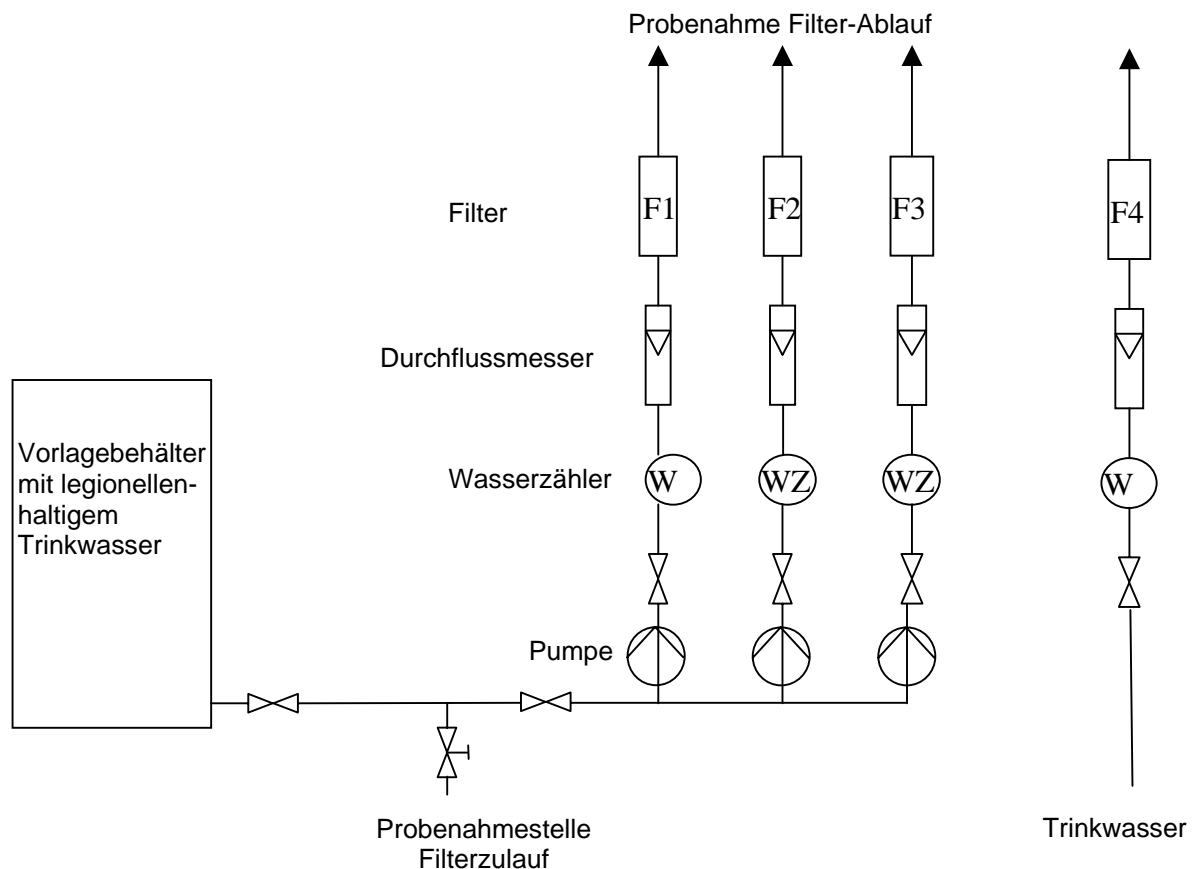 Probenahme Filter-Ablauf
Filter
F1
F2
F3
F4
Durchflussmesser
Vorlagebehälter
mit legionellen-
haltigem
Trinkwasser
Wasserzähler
W
WZ
WZ
W
Pumpe
Probenahmestelle
Filterzulauf
Trinkwasser